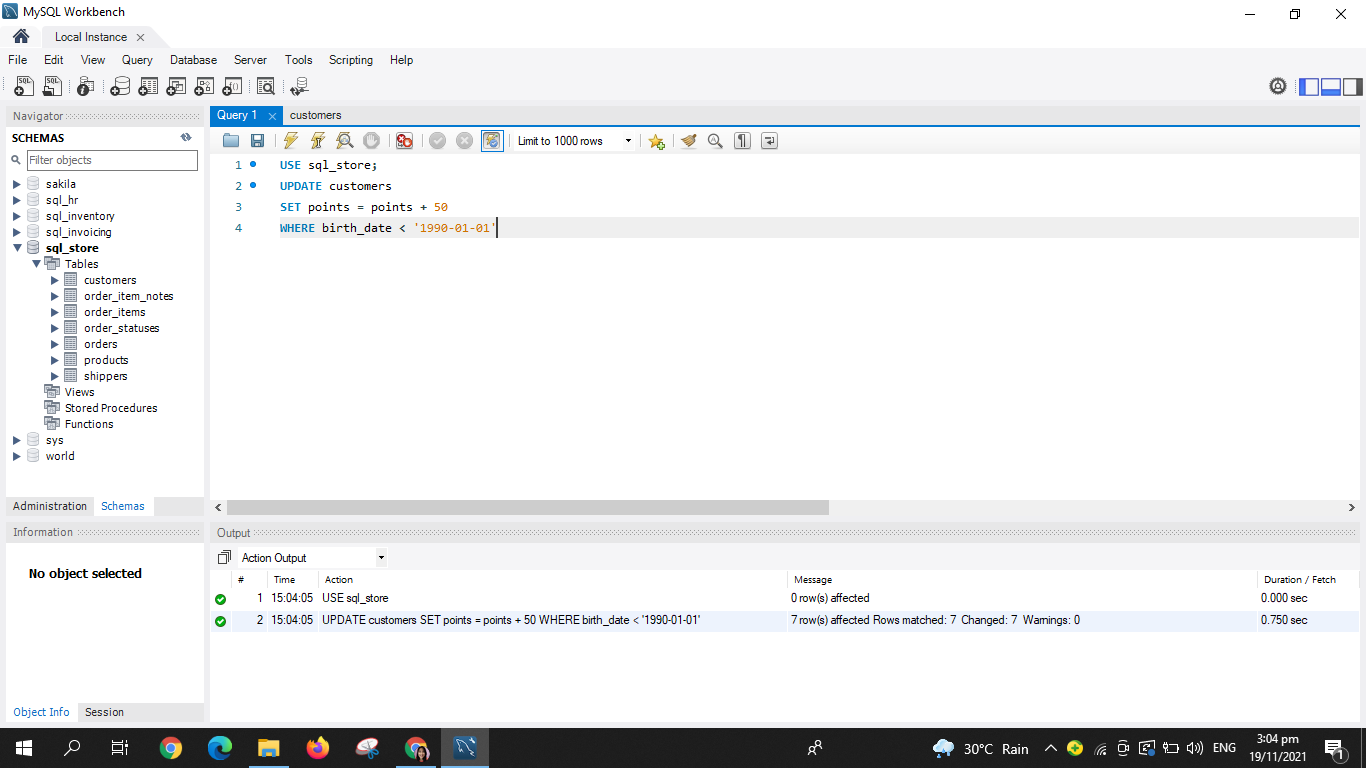 MySQL Workbench
Local Instance
File Edit View Query Database Server Tools Scripting Help
Navigator
SCHEMAS
Filter objects
sakila
sql_hr
sql_inventory
sql_invoicing
sql_store
Tables
customers
order_item_notes
order_items
order_statuses
orders
products
shippers
Views
Stored Procedures
Functions
sys
world
Administration Schemas
Information
No object selected
Object Info Session
Query 1 customers
Limit to 1000 rows
1 USE sql_store;
2 UPDATE customers
3 SET points = points + 50
4 WHERE birth_date < '1990-01-01'
Output
Action Output
# Time Action Message Duration / Fetch
1 15:04:05 USE sql_store 0 row(s) affected 0.000 sec
2 15:04:05 UPDATE customers SET points = points + 50 WHERE birth_date < '1990-01-01' 7 row(s) affected Rows matched: 7 Changed: 7 Warnings: 0 0.750 sec
30°C Rain ENG 3:04 pm
19/11/2021 1